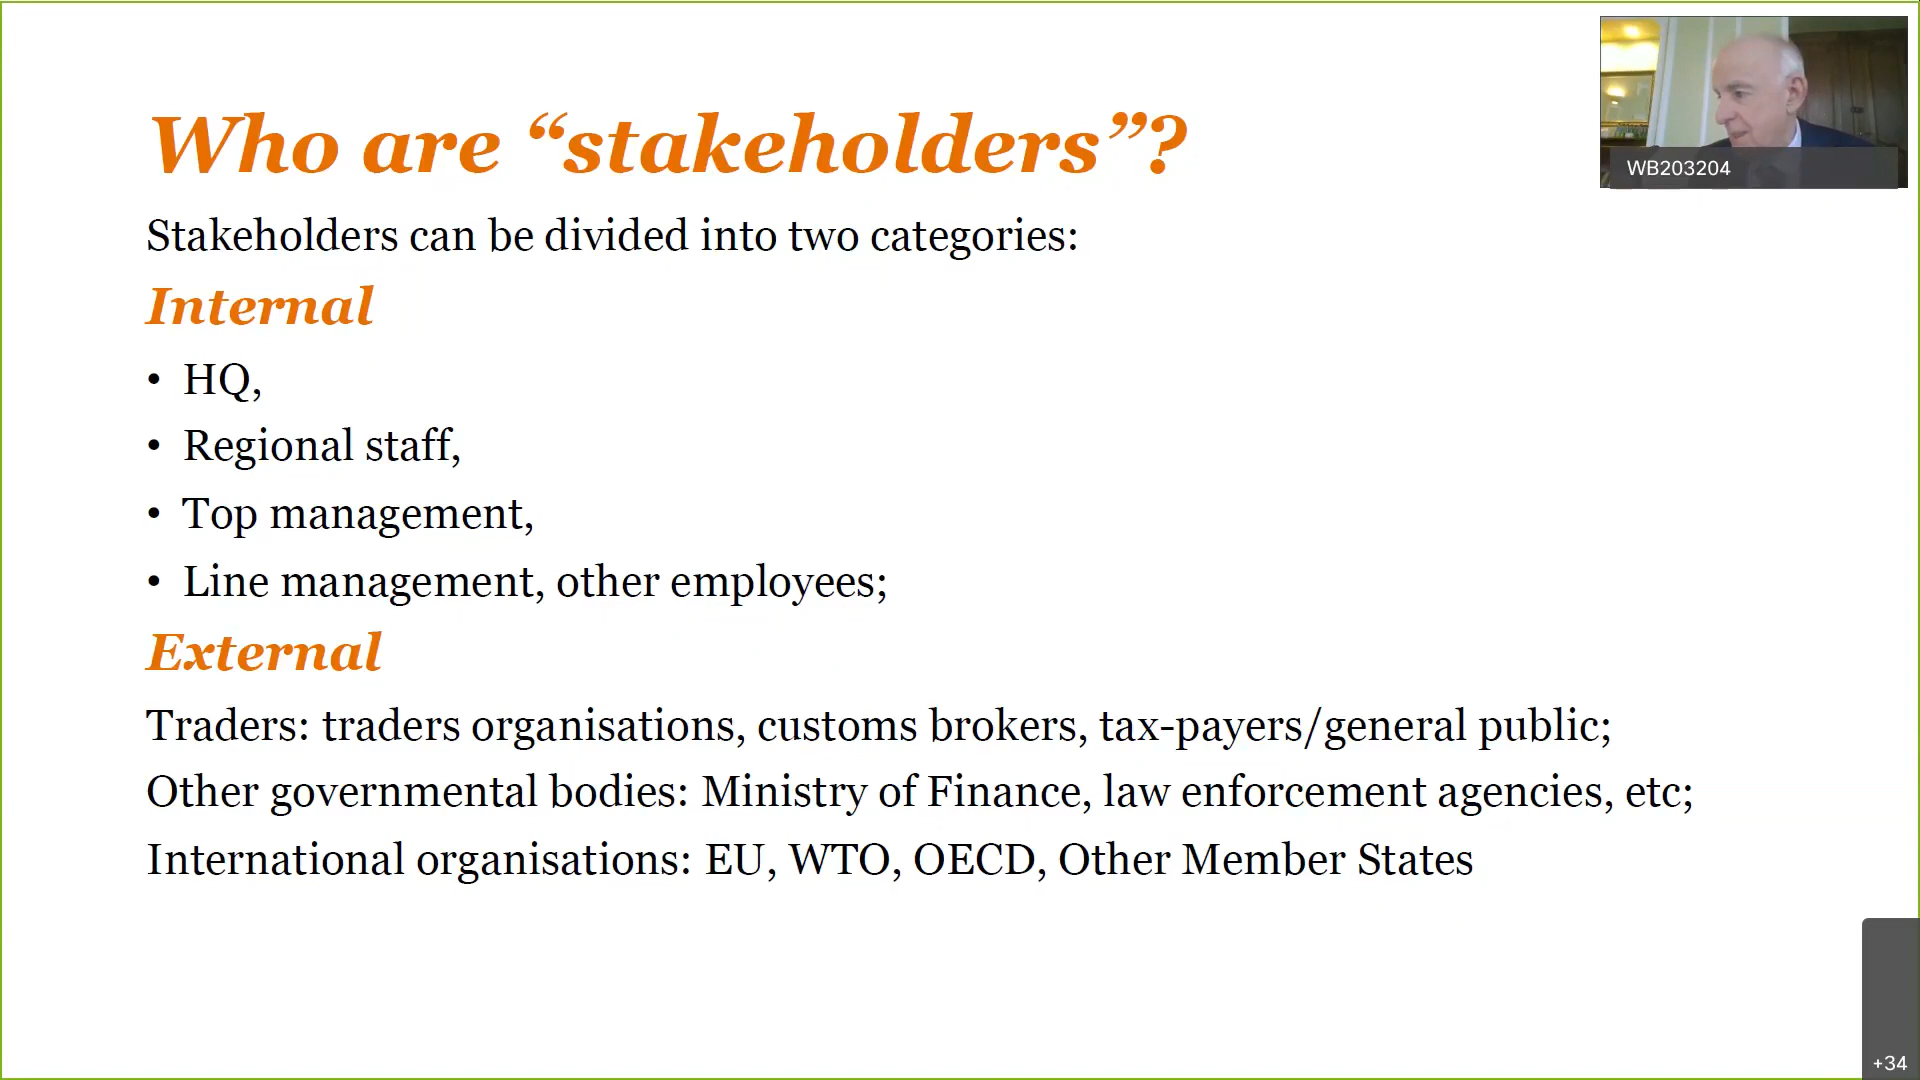 Who are “stakeholders”?
WB203204
Stakeholders can be divided into two categories:
Internal
• HQ,
• Regional staff,
• Top management,
• Line management, other employees;
External
Traders: traders organisations, customs brokers, tax-payers/general public;
Other governmental bodies: Ministry of Finance, law enforcement agencies, etc;
International organisations: EU, WTO, OECD, Other Member States
+34